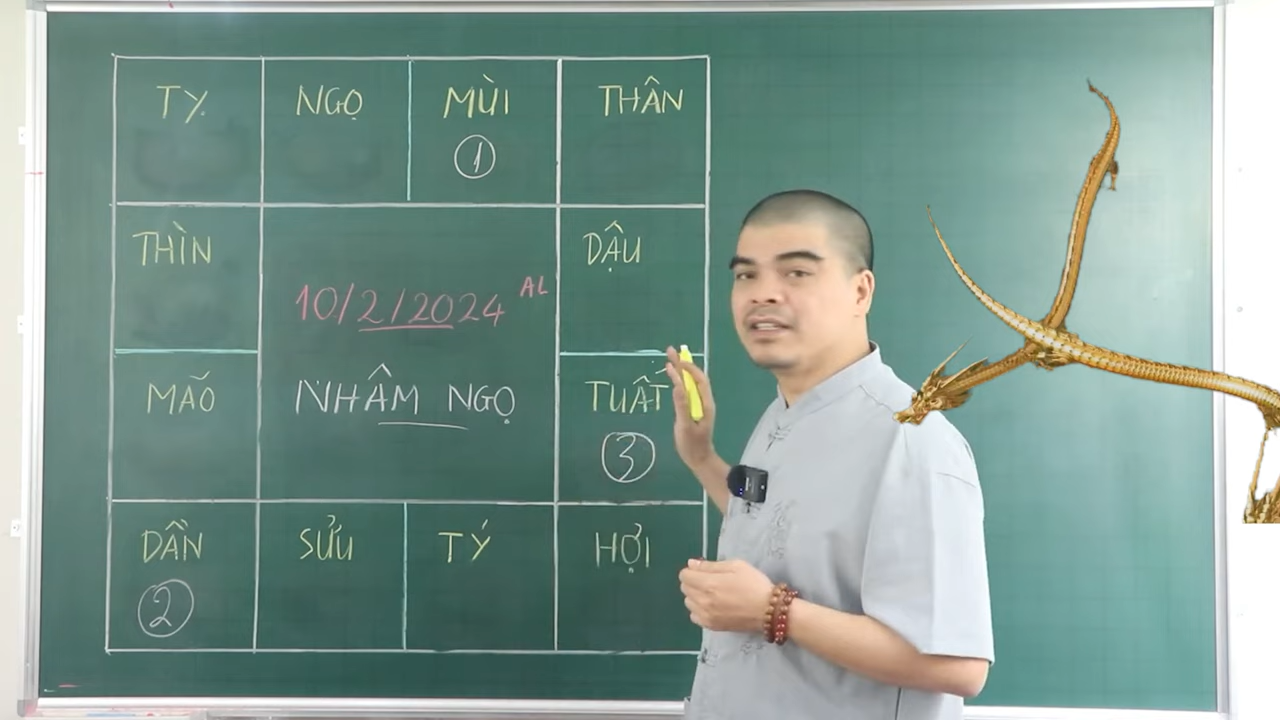 TỴ NGỌ MÙI THÂN
①
THÌN DẬU
10/2/2024 AL
MÃO NHÂM NGỌ TUẤT
③
DẦN SỬU TÝ HỢI
②